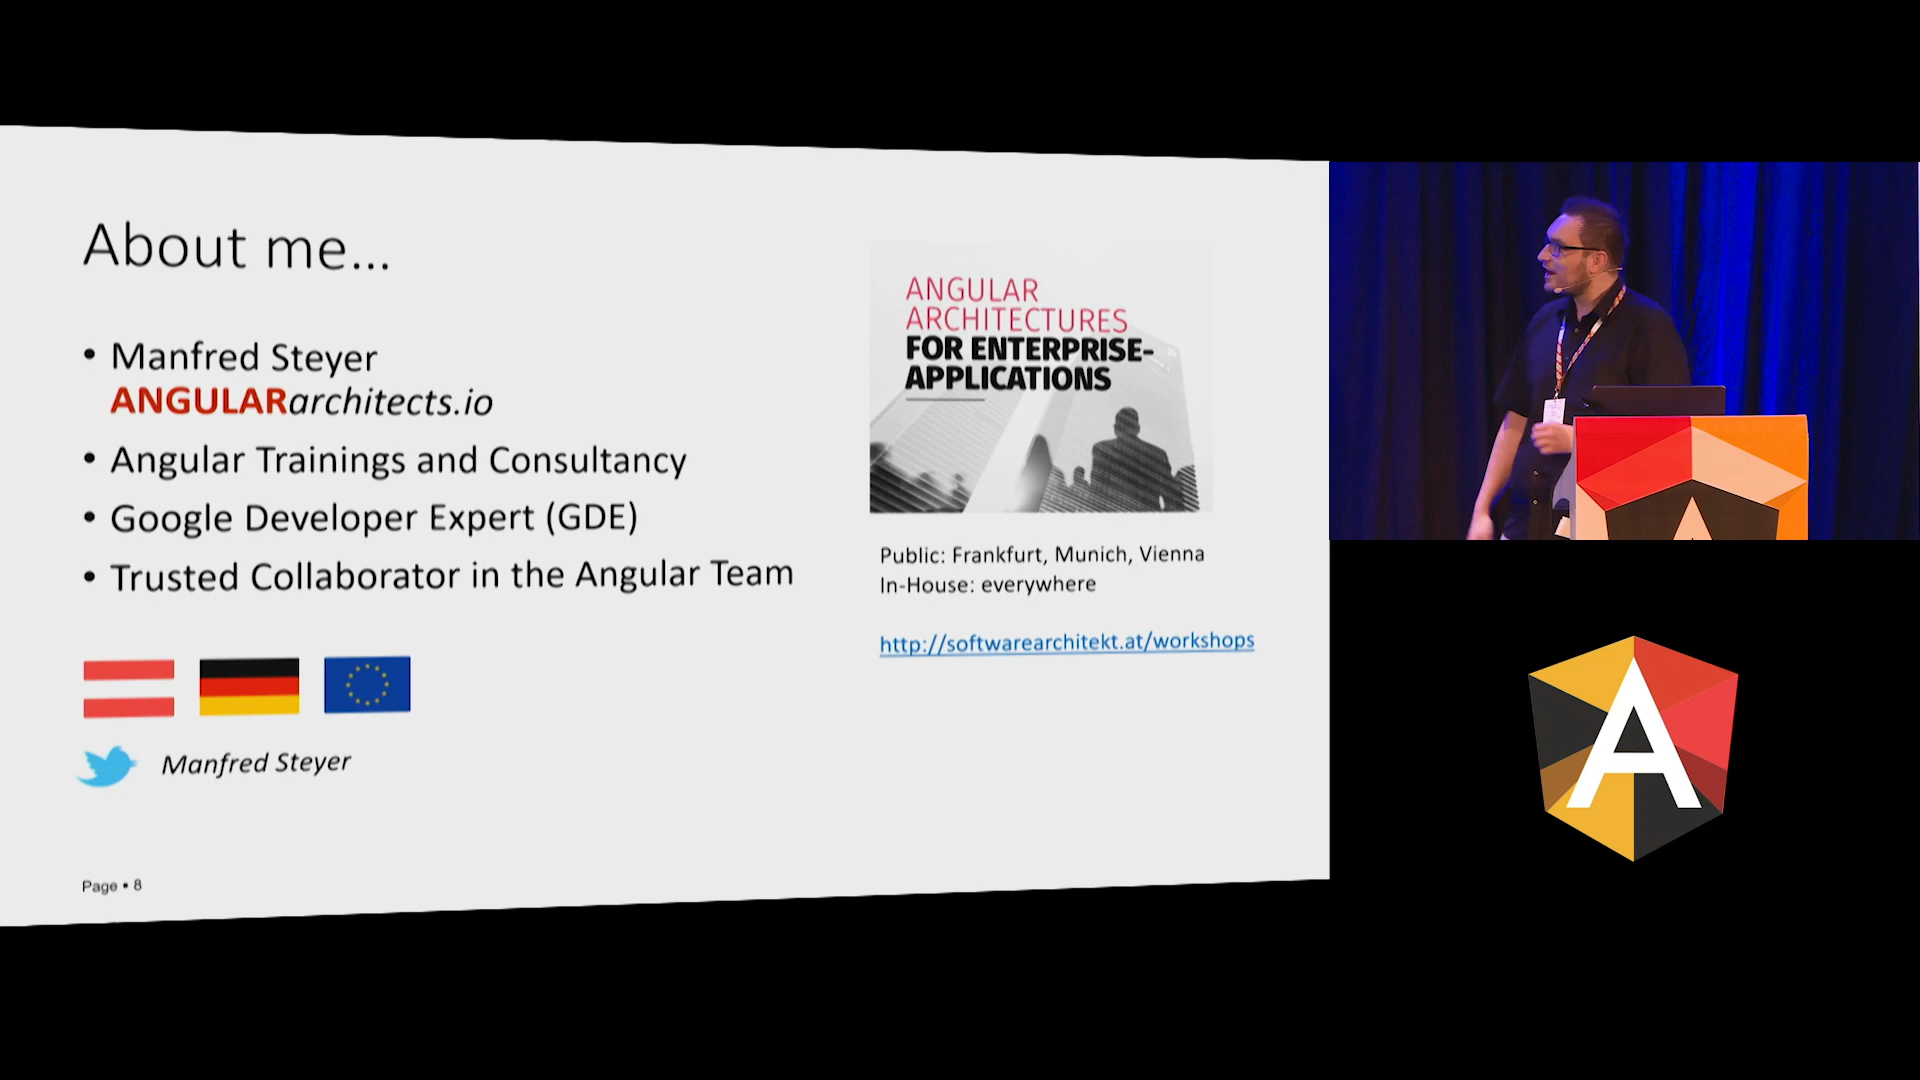 About me...
• Manfred Steyer
ANGULARarchitects.io
• Angular Trainings and Consultancy
• Google Developer Expert (GDE)
• Trusted Collaborator in the Angular Team
Manfred Steyer
Page • 8
ANGULAR
ARCHITECTURES
FOR ENTERPRISE-
APPLICATIONS
Public: Frankfurt, Munich, Vienna
In-House: everywhere
http://softwarearchitekt.at/workshops
A
A